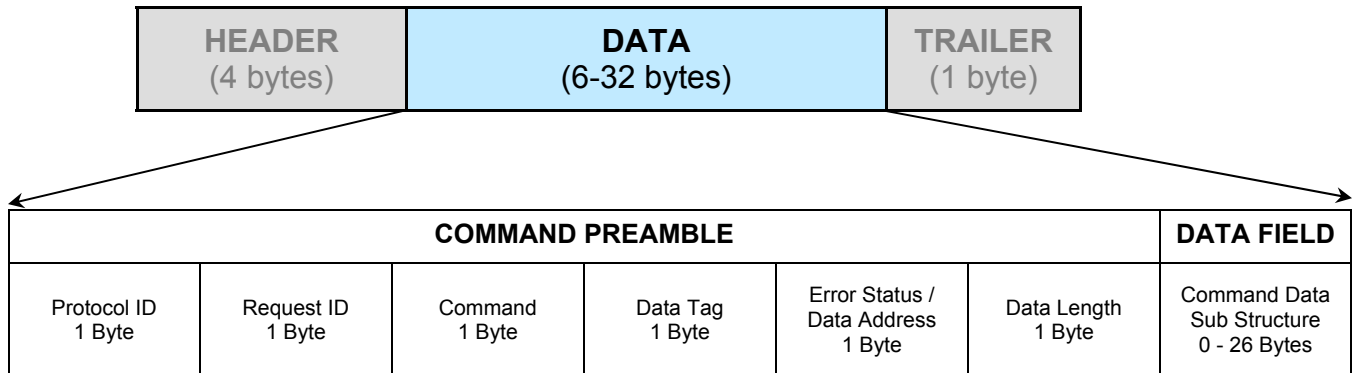 HEADER
(4 bytes)
DATA
(6-32 bytes)
TRAILER
(1 byte)
COMMAND PREAMBLE
DATA FIELD
Protocol ID
1 Byte
Request ID
1 Byte
Command
1 Byte
Data Tag
1 Byte
Error Status /
Data Address
1 Byte
Data Length
1 Byte
Command Data
Sub Structure
0 - 26 Bytes